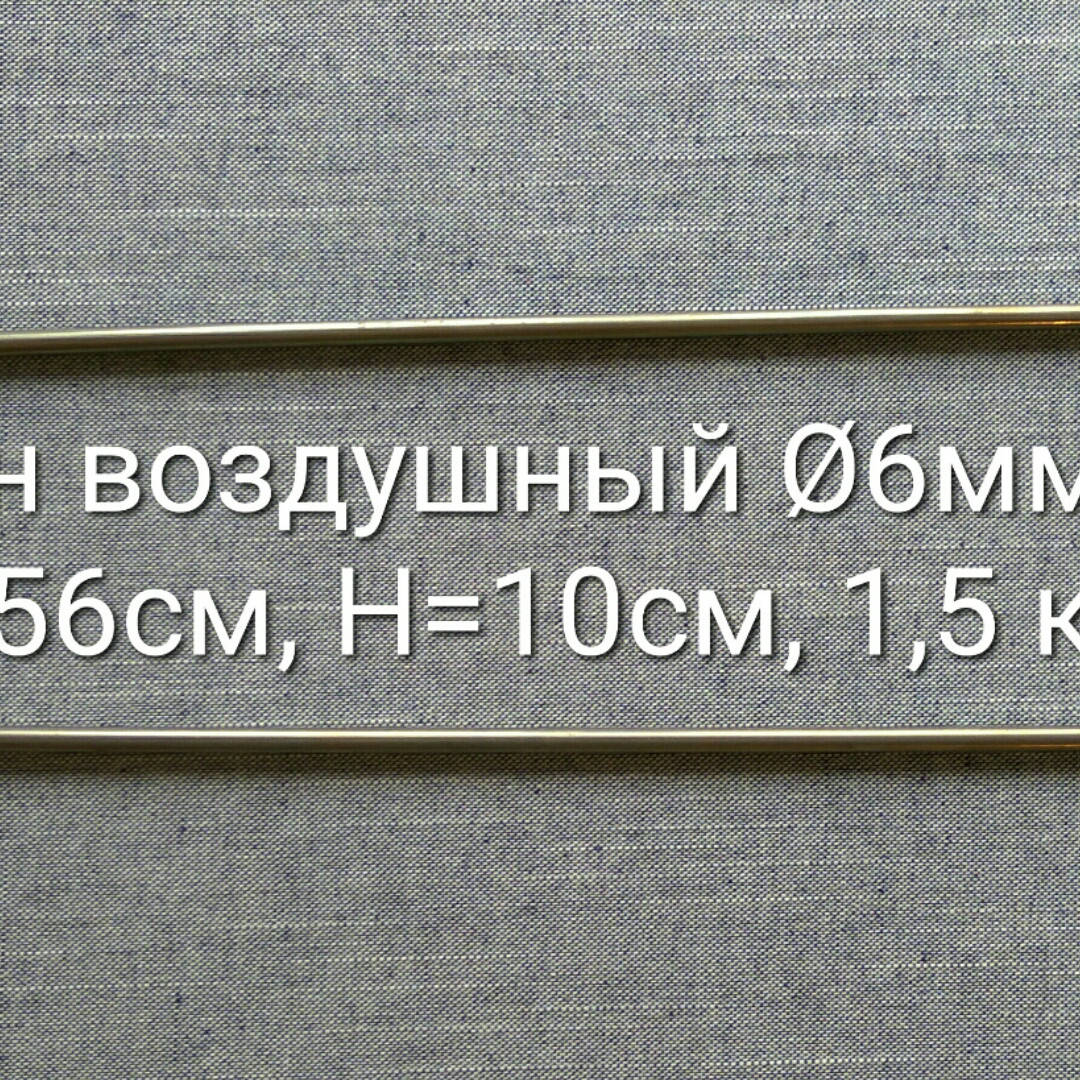 н воздушный Ø6мм
56см, Н=10см, 1,5 к